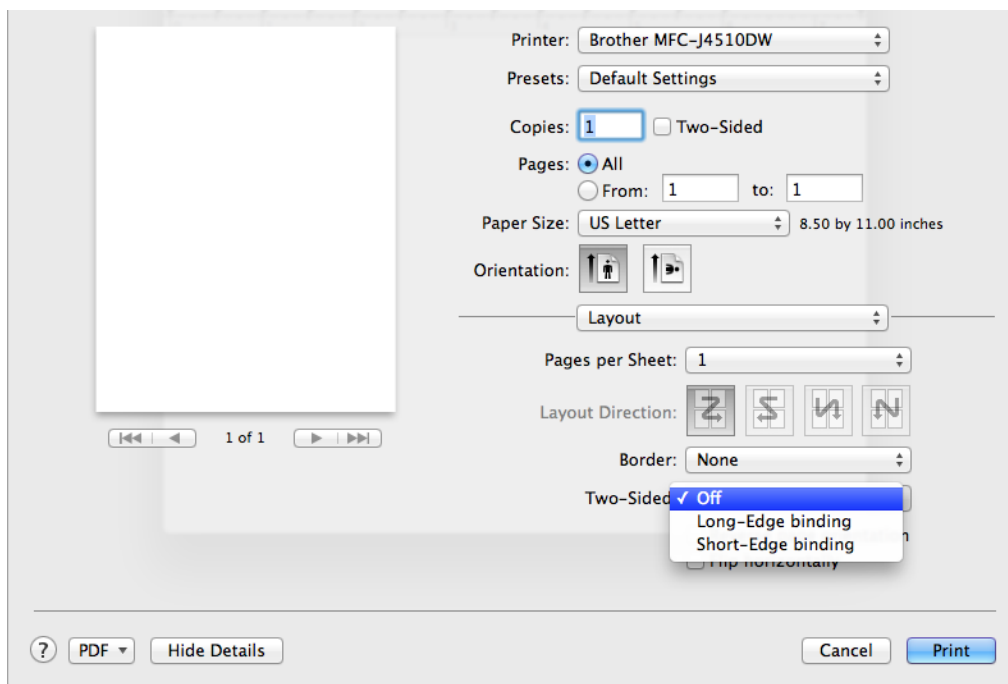 Printer: Brother MFC-J4510DW
Presets: Default Settings
Copies: 1 Two-Sided
Pages: All
From: 1 to: 1
Paper Size: US Letter 8.50 by 11.00 inches
Orientation:
Layout
Pages per Sheet: 1
Layout Direction:
1 of 1
Border: None
Two-Sided ✓ Off
Long-Edge binding
Short-Edge binding
Flip horizontally
? PDF Hide Details Cancel Print